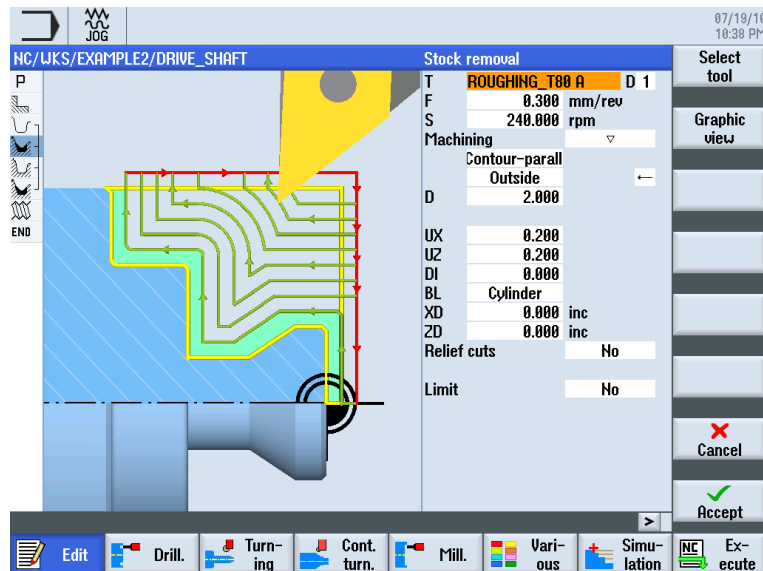 JOG
07/19/16
10:38 PM
NC/WKS/EXAMPLE2/DRIVE_SHAFT
Stock removal
Select tool
P
T ROUGHING_T80 A D 1
F 0.300 mm/rev
S 240.000 rpm
Graphic view
Machining ▽
Contour-parall
Outside ←
D 2.000
END
UX 0.200
UZ 0.200
DI 0.000
BL Cylinder
XD 0.000 inc
ZD 0.000 inc
Relief cuts No
Limit No
Cancel
Accept
>
Edit
Drill.
Turn-
ing
Cont.
turn.
Mill.
Vari-
ous
Simu-
lation
NC
Ex-
ecute